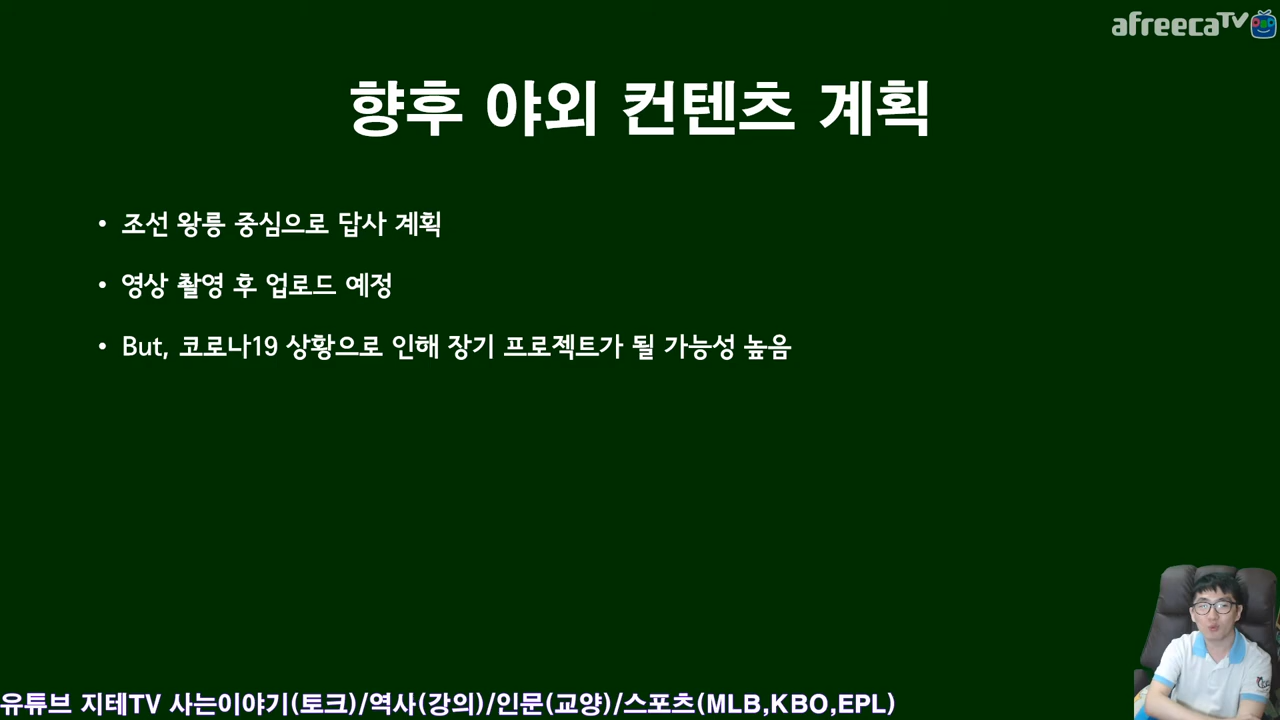 afreecaTV
향후 야외 컨텐츠 계획
• 조선 왕릉 중심으로 답사 계획
• 영상 촬영 후 업로드 예정
• But, 코로나19 상황으로 인해 장기 프로젝트가 될 가능성 높음
유튜브 지테TV 사는이야기(토크)/역사(강의)/인문(교양)/스포츠(MLB,KBO,EPL)